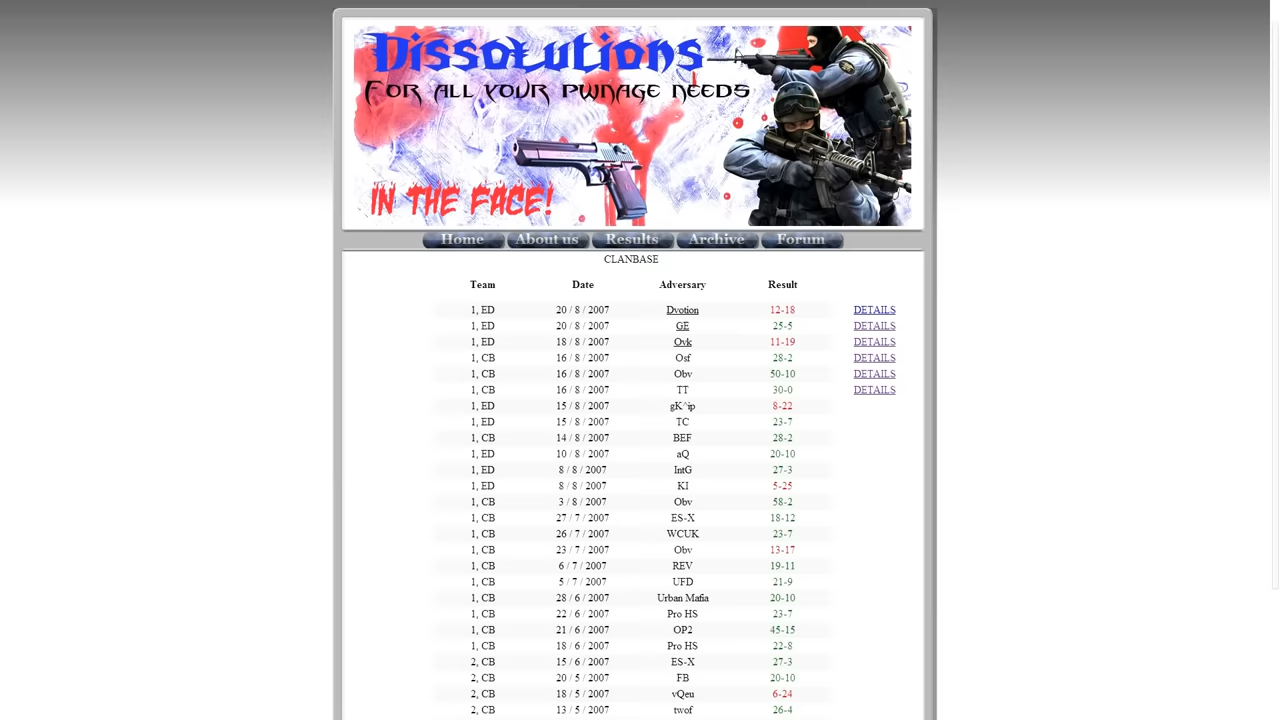 Dissolutions
For all your pwnage needs
IN THE FACE!
Home About us Results Archive Forum
CLANBASE
Team Date Adversary Result
1, ED 20 / 8 / 2007 Dvotion 12-18 DETAILS
1, ED 20 / 8 / 2007 GE 25-5 DETAILS
1, ED 18 / 8 / 2007 Ovk 11-19 DETAILS
1, CB 16 / 8 / 2007 Osf 28-2 DETAILS
1, CB 16 / 8 / 2007 Obv 50-10 DETAILS
1, CB 16 / 8 / 2007 TT 30-0 DETAILS
1, ED 15 / 8 / 2007 gK^ip 8-22
1, ED 15 / 8 / 2007 TC 23-7
1, CB 14 / 8 / 2007 BEF 28-2
1, ED 10 / 8 / 2007 aQ 20-10
1, ED 8 / 8 / 2007 IntG 27-3
1, ED 8 / 8 / 2007 KI 5-25
1, CB 3 / 8 / 2007 Obv 58-2
1, CB 27 / 7 / 2007 ES-X 18-12
1, CB 26 / 7 / 2007 WCUK 23-7
1, CB 23 / 7 / 2007 Obv 13-17
1, CB 6 / 7 / 2007 REV 19-11
1, CB 5 / 7 / 2007 UFD 21-9
1, CB 28 / 6 / 2007 Urban Mafia 20-10
1, CB 22 / 6 / 2007 Pro HS 23-7
1, CB 21 / 6 / 2007 OP2 45-15
1, CB 18 / 6 / 2007 Pro HS 22-8
2, CB 15 / 6 / 2007 ES-X 27-3
2, CB 20 / 5 / 2007 FB 20-10
2, CB 18 / 5 / 2007 vQeu 6-24
2, CB 13 / 5 / 2007 twof 26-4